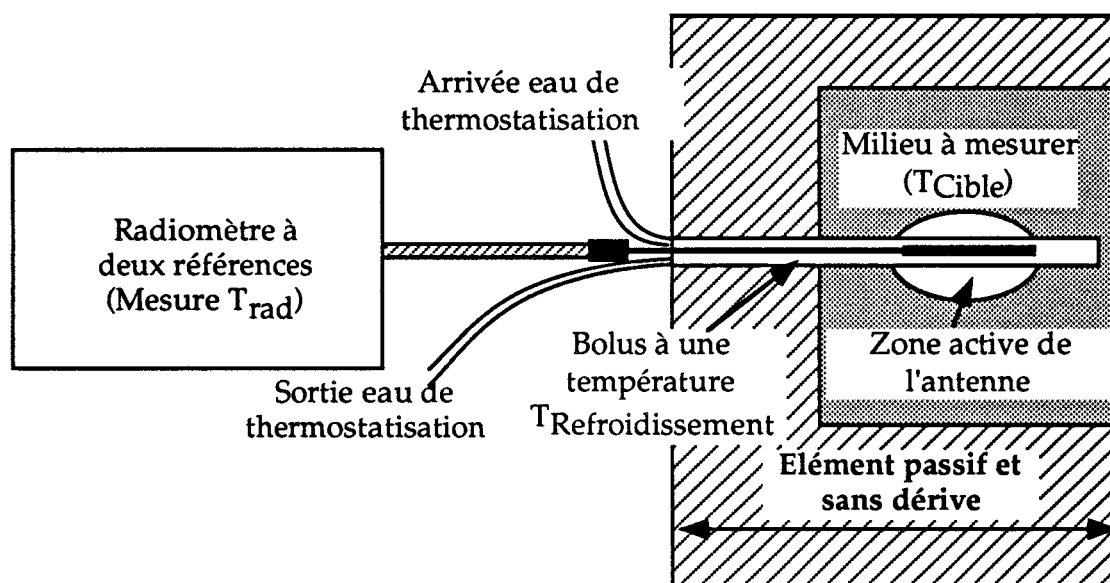 Arrivée eau de
thermostatisation
Milieu à mesurer
(TCible)
Radiomètre à
deux références
(Mesure Trad)
Bolus à une
température
TRefroidissement
Zone active de
l'antenne
Sortie eau de
thermostatisation
Elément passif et
sans dérive